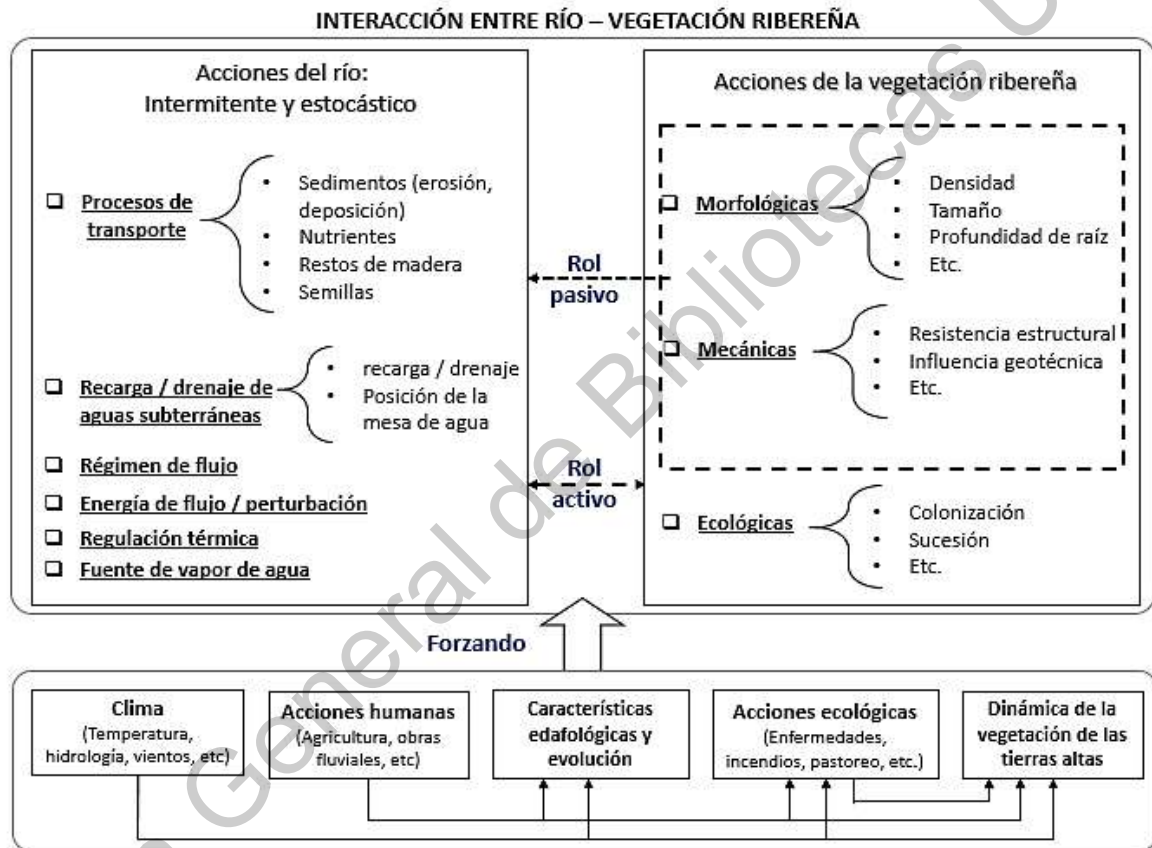 INTERACCIÓN ENTRE RÍO – VEGETACIÓN RIBEREÑA
Acciones del río:
Intermitente y estocástico
Procesos de
transporte
• Sedimentos (erosión,
deposición)
• Nutrientes
• Restos de madera
• Semillas
Recarga / drenaje de
aguas subterráneas
• recarga / drenaje
• Posición de la
mesa de agua
Régimen de flujo
Energía de flujo / perturbación
Regulación térmica
Fuente de vapor de agua
Rol
pasivo
Rol
activo
Acciones de la vegetación ribereña
Morfológicas
• Densidad
• Tamaño
• Profundidad de raíz
• Etc.
Mecánicas
• Resistencia estructural
• Influencia geotécnica
• Etc.
Ecológicas
• Colonización
• Sucesión
• Etc.
Forzando
Clima
(Temperatura,
hidrología, vientos, etc)
Acciones humanas
(Agricultura, obras
fluviales, etc)
Características
edafológicas y
evolución
Acciones ecológicas
(Enfermedades,
incendios, pastoreo, etc.)
Dinámica de la
vegetación de las
tierras altas
General de Bibliotecas